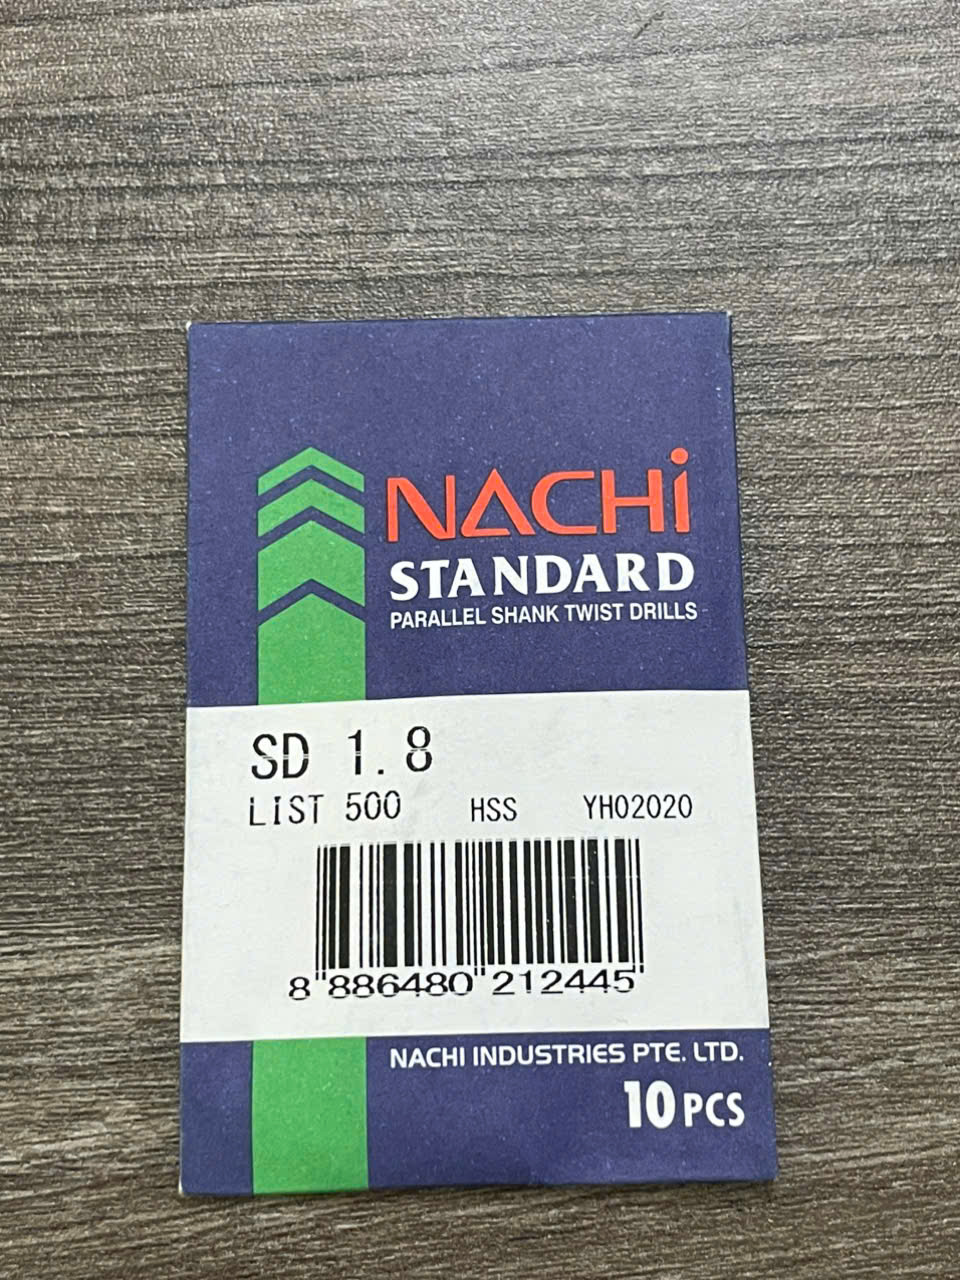 NACHi
STANDARD
PARALLEL SHANK TWIST DRILLS
SD 1.8
LIST 500 HSS YH02020
8"886480"212445"
NACHI INDUSTRIES PTE. LTD.
10 PCS